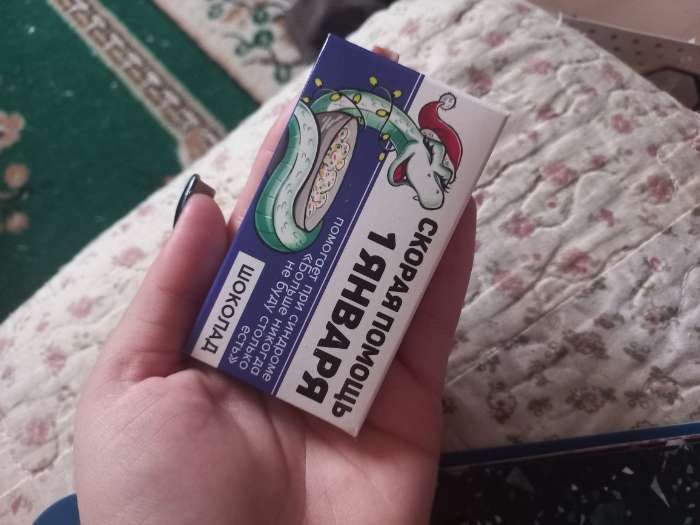 СКОРАЯ ПОМОЩЬ
1 ЯНВАРЯ
помогает при синдроме
«Больше никогда
не буду столько
есть»
ШОКОЛАД